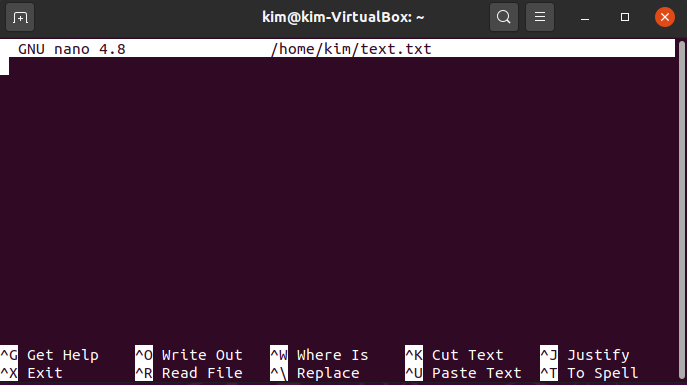 kim@kim-VirtualBox: ~
GNU nano 4.8 /home/kim/text.txt
^G Get Help ^O Write Out ^W Where Is ^K Cut Text ^J Justify
^X Exit ^R Read File ^\ Replace ^U Paste Text ^T To Spell